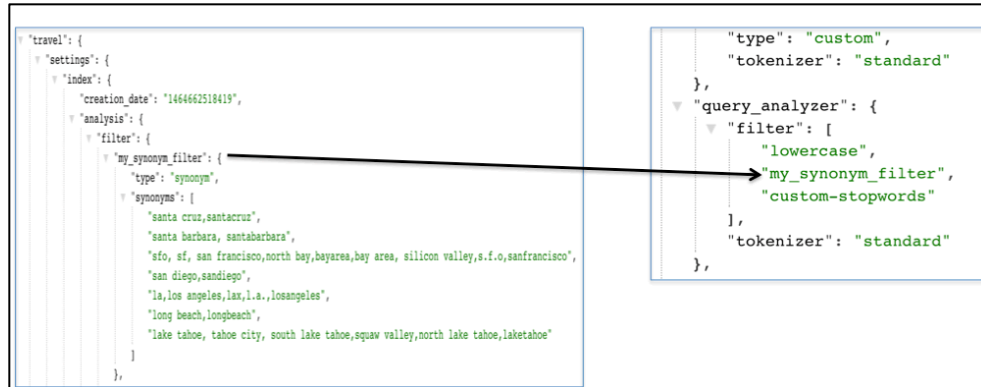 "travel": {
"settings": {
"index": {
"creation_date": "1464662518419",
"analysis": {
"filter": {
"my_synonym_filter": {
"type": "synonym",
"synonyms": [
"santa cruz,santacruz",
"santa barbara, santabarbara",
"sfo, sf, san francisco,north bay,bayarea,bay area, silicon valley,s.f.o,sanfrancisco",
"san diego,sandiego",
"la,los angeles,lax,l.a.,losangeles",
"long beach,longbeach",
"lake tahoe, tahoe city, south lake tahoe,squaw valley,north lake tahoe,laketahoe"
]
},
"type": "custom",
"tokenizer": "standard"
},
"query_analyzer": {
"filter": [
"lowercase",
"my_synonym_filter",
"custom-stopwords"
],
"tokenizer": "standard"
},